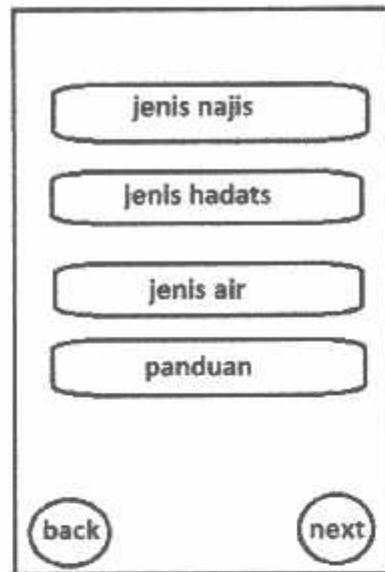 jenis najis
jenis hadats
jenis air
panduan
back
next